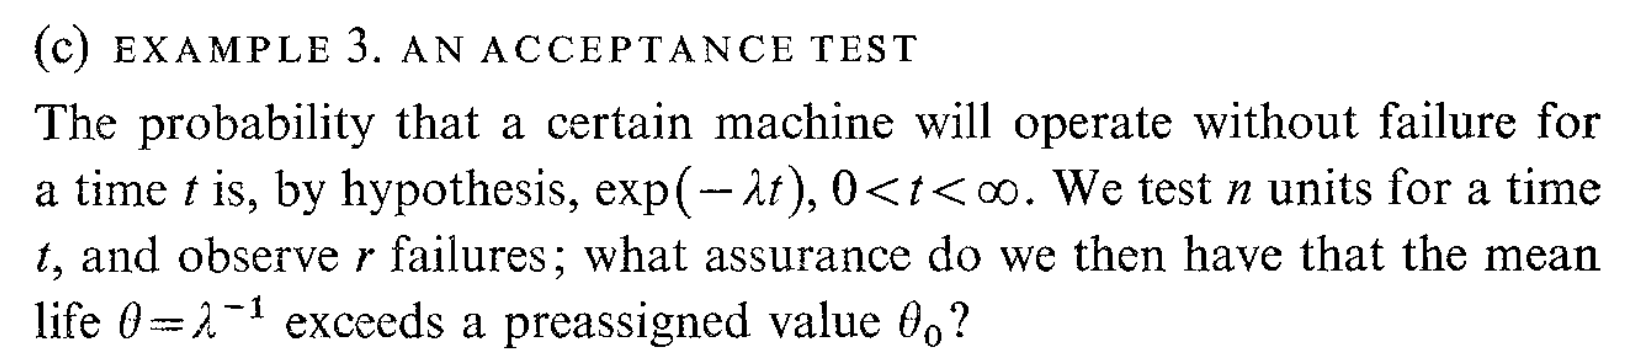 (c) EXAMPLE 3. AN ACCEPTANCE TEST
The probability that a certain machine will operate without failure for
a time t is, by hypothesis, exp(−λt), 0<t<∞. We test n units for a time
t, and observe r failures; what assurance do we then have that the mean
life θ=λ⁻¹ exceeds a preassigned value θ₀?